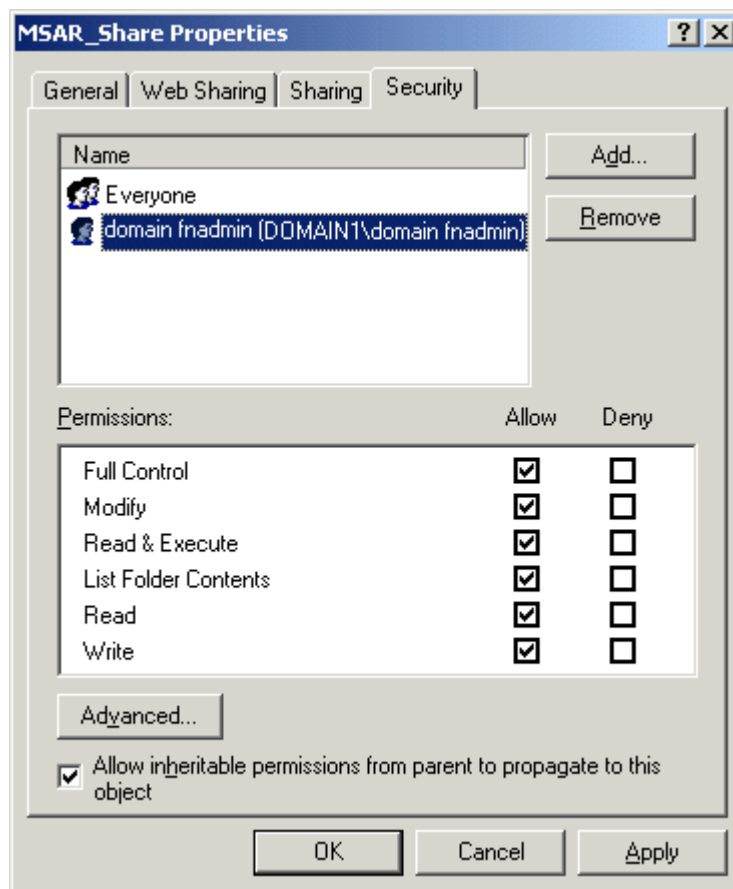 MSAR_Share Properties
General Web Sharing Sharing Security
Name
Add...
Everyone
domain fnadmin (DOMAIN1\domain fnadmin)
Remove
Permissions: Allow Deny
Full Control
Modify
Read & Execute
List Folder Contents
Read
Write
Advanced...
Allow inheritable permissions from parent to propagate to this
object
OK Cancel Apply